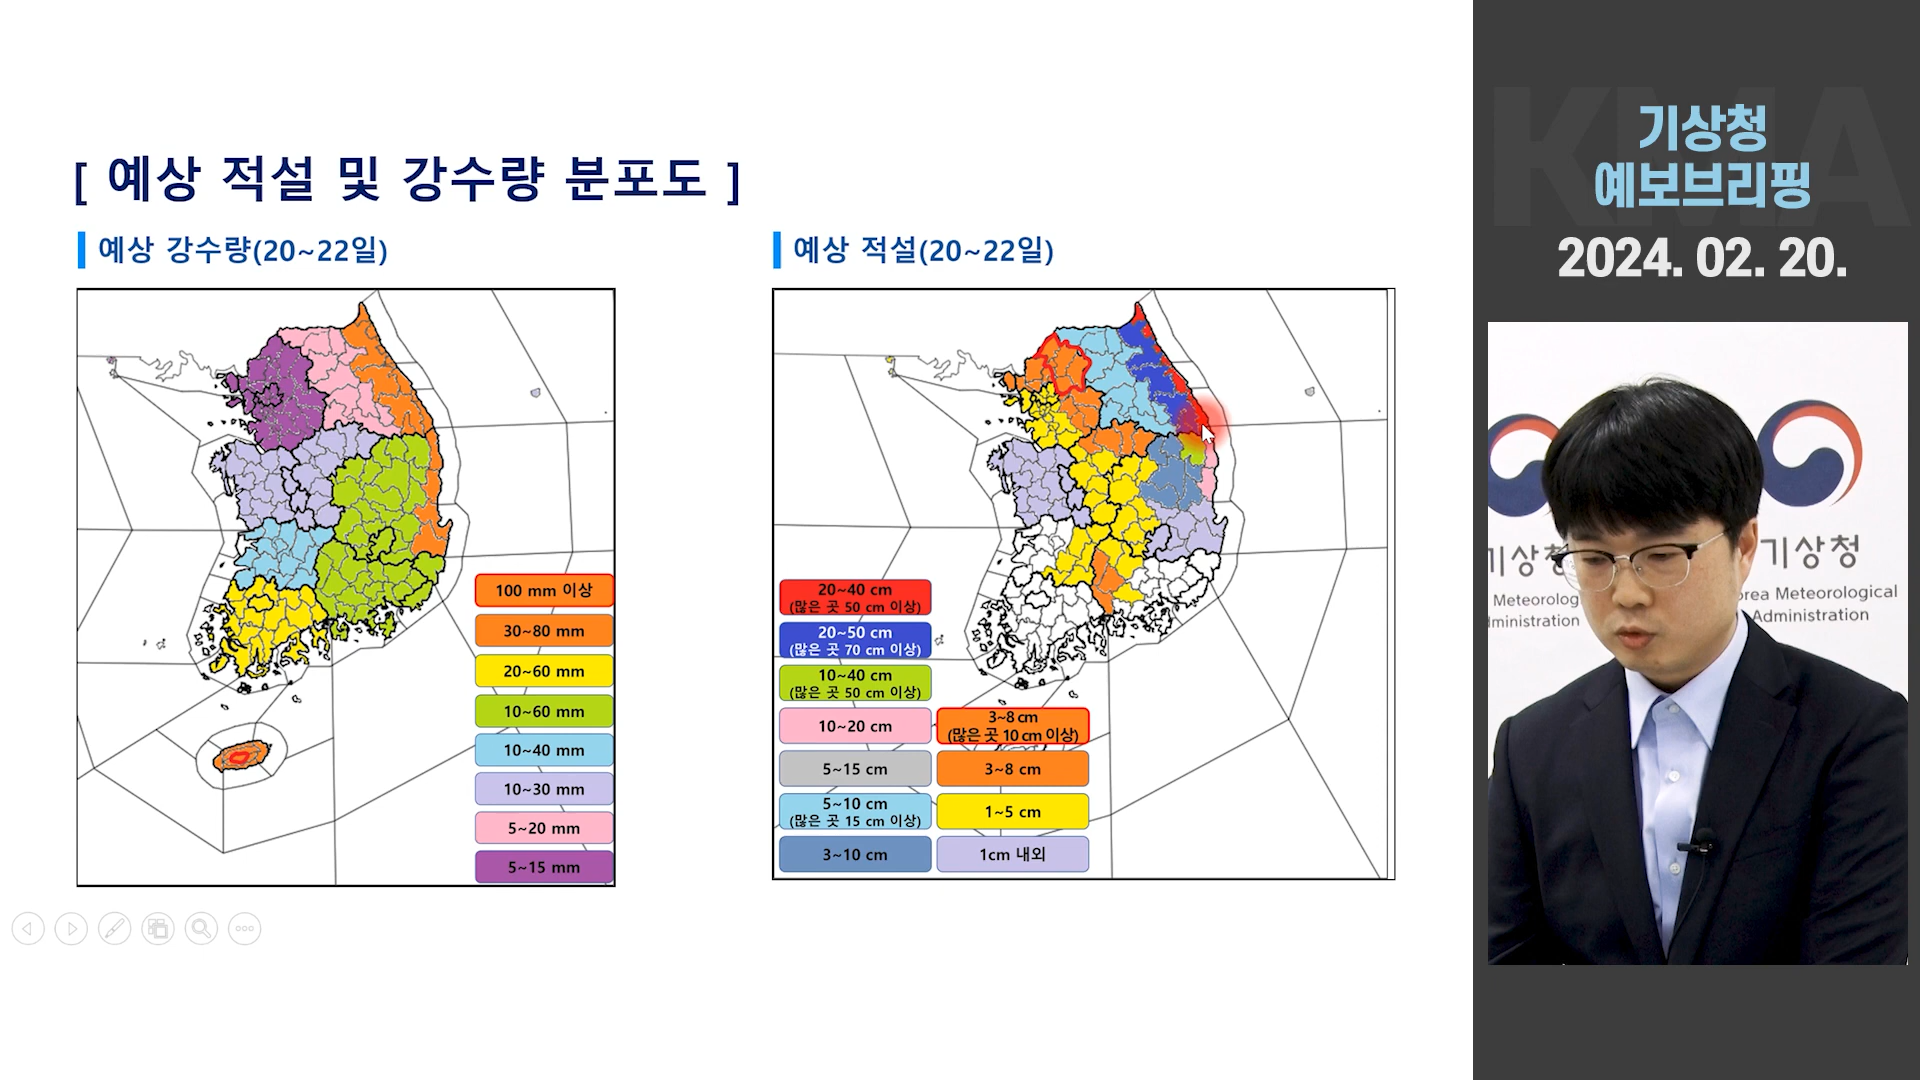 [ 예상 적설 및 강수량 분포도 ]
예상 강수량(20~22일)
100 mm 이상
30~80 mm
20~60 mm
10~60 mm
10~40 mm
10~30 mm
5~20 mm
5~15 mm
예상 적설(20~22일)
20~40 cm
(많은 곳 50 cm 이상)
20~50 cm
(많은 곳 70 cm 이상)
10~40 cm
(많은 곳 50 cm 이상)
10~20 cm
5~15 cm
5~10 cm
(많은 곳 15 cm 이상)
3~10 cm
3~8 cm
(많은 곳 10 cm 이상)
3~8 cm
1~5 cm
1cm 내외
KMA
기상청
예보브리핑
2024. 02. 20.
기상청
Meteorolog
dministration
기상청
orea Meteorological
Administration